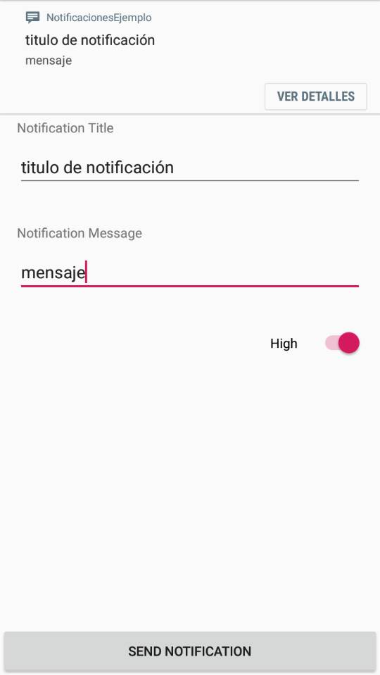 NotificacionesEjemplo
titulo de notificación
mensaje
VER DETALLES
Notification Title
titulo de notificación
Notification Message
mensaje
High
SEND NOTIFICATION